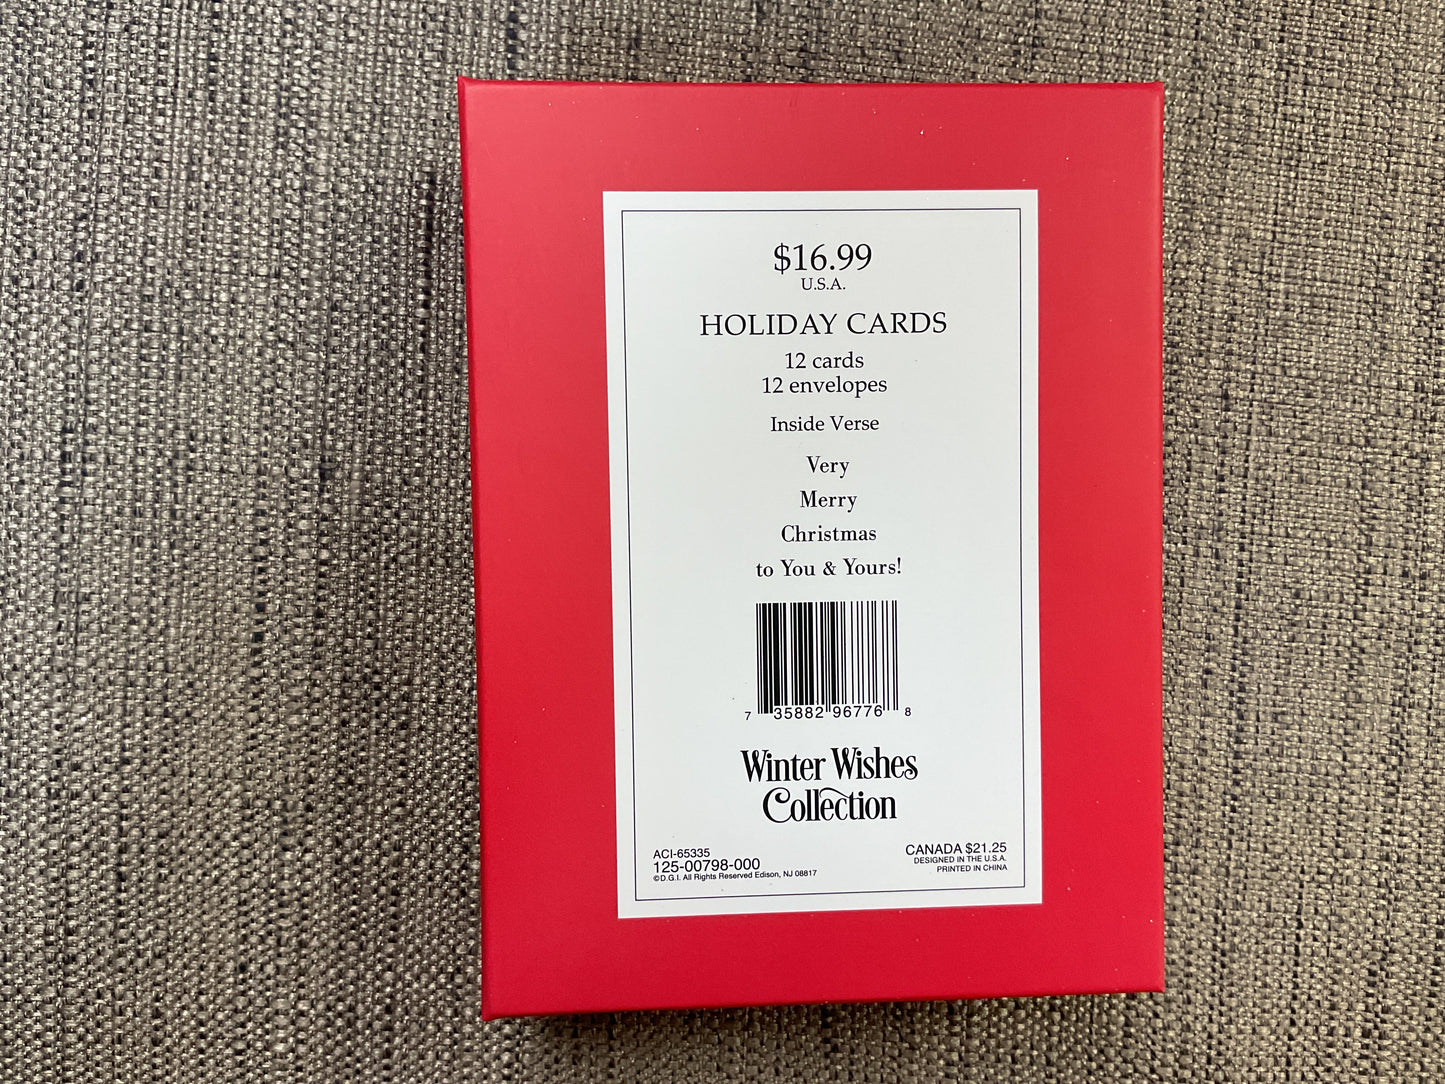 $16.99
U.S.A.
HOLIDAY CARDS
12 cards
12 envelopes
Inside Verse
Very
Merry
Christmas
to You & Yours!
7 35882 96776 8
Winter Wishes
Collection
ACI-65335
125-00798-000
©D.G.I. All Rights Reserved Edison, NJ 08817
CANADA $21.25
DESIGNED IN THE U.S.A.
PRINTED IN CHINA